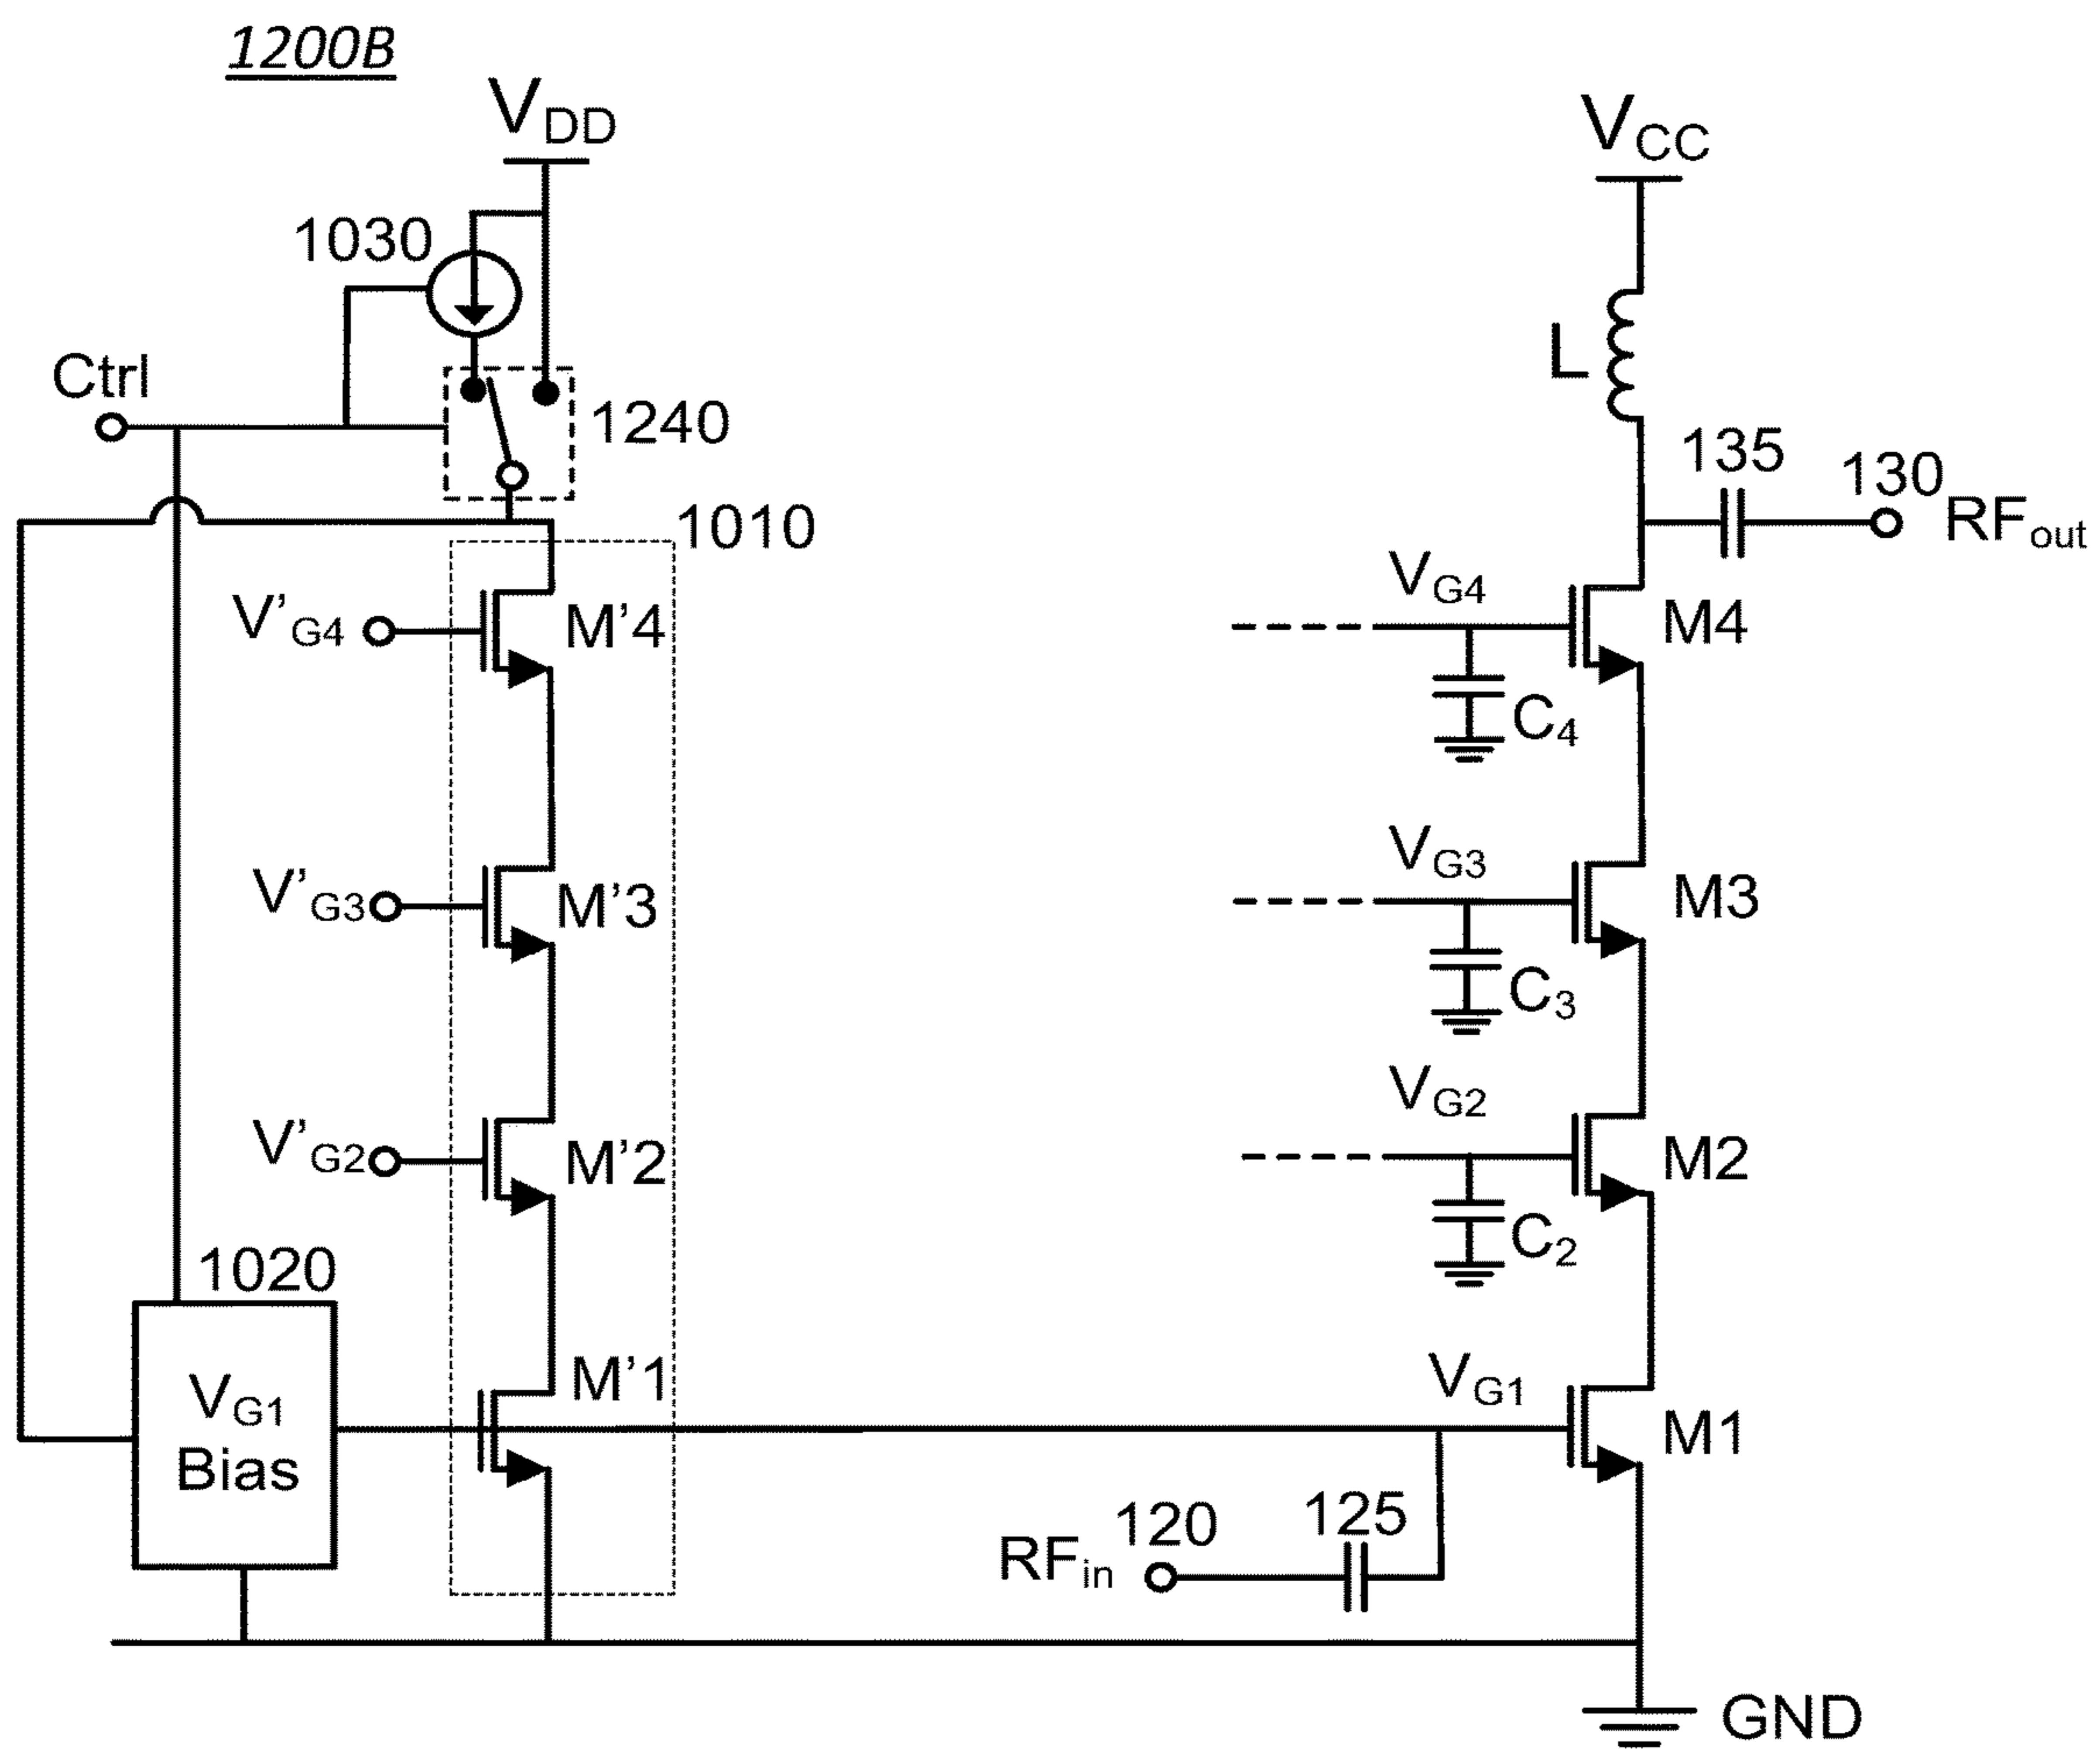 1200B
VDD
VCC
1030
L
Ctrl
1240
135
130
RFout
1010
VG4
V'G4
M'4
M4
C4
VG3
V'G3
M'3
M3
C3
VG2
V'G2
M'2
M2
C2
1020
VG1
Bias
M'1
VG1
M1
RFin
120
125
GND